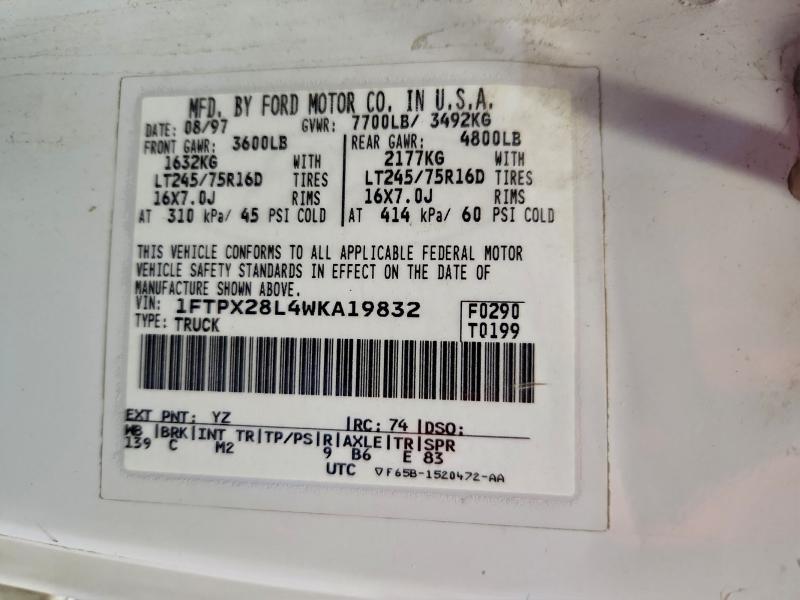 MFD. BY FORD MOTOR CO. IN U.S.A.
DATE: 08/97 GVWR: 7700LB/ 3492KG
FRONT GAWR: 3600LB REAR GAWR: 4800LB
1632KG WITH 2177KG WITH
LT245/75R16D TIRES LT245/75R16D TIRES
16X7.0J RIMS 16X7.0J RIMS
AT 310 kPa/ 45 PSI COLD AT 414 kPa/ 60 PSI COLD
THIS VEHICLE CONFORMS TO ALL APPLICABLE FEDERAL MOTOR
VEHICLE SAFETY STANDARDS IN EFFECT ON THE DATE OF
MANUFACTURE SHOWN ABOVE.
VIN: 1FTPX28L4WKA19832 F0290
TYPE: TRUCK T0199
EXT PNT: YZ |RC: 74 |DSO:
WB |BRK|INT TR|TP/PS|R|AXLE|TR|SPR
139 C M2 9 B6 E 83
UTC ▽F65B-1520472-AA